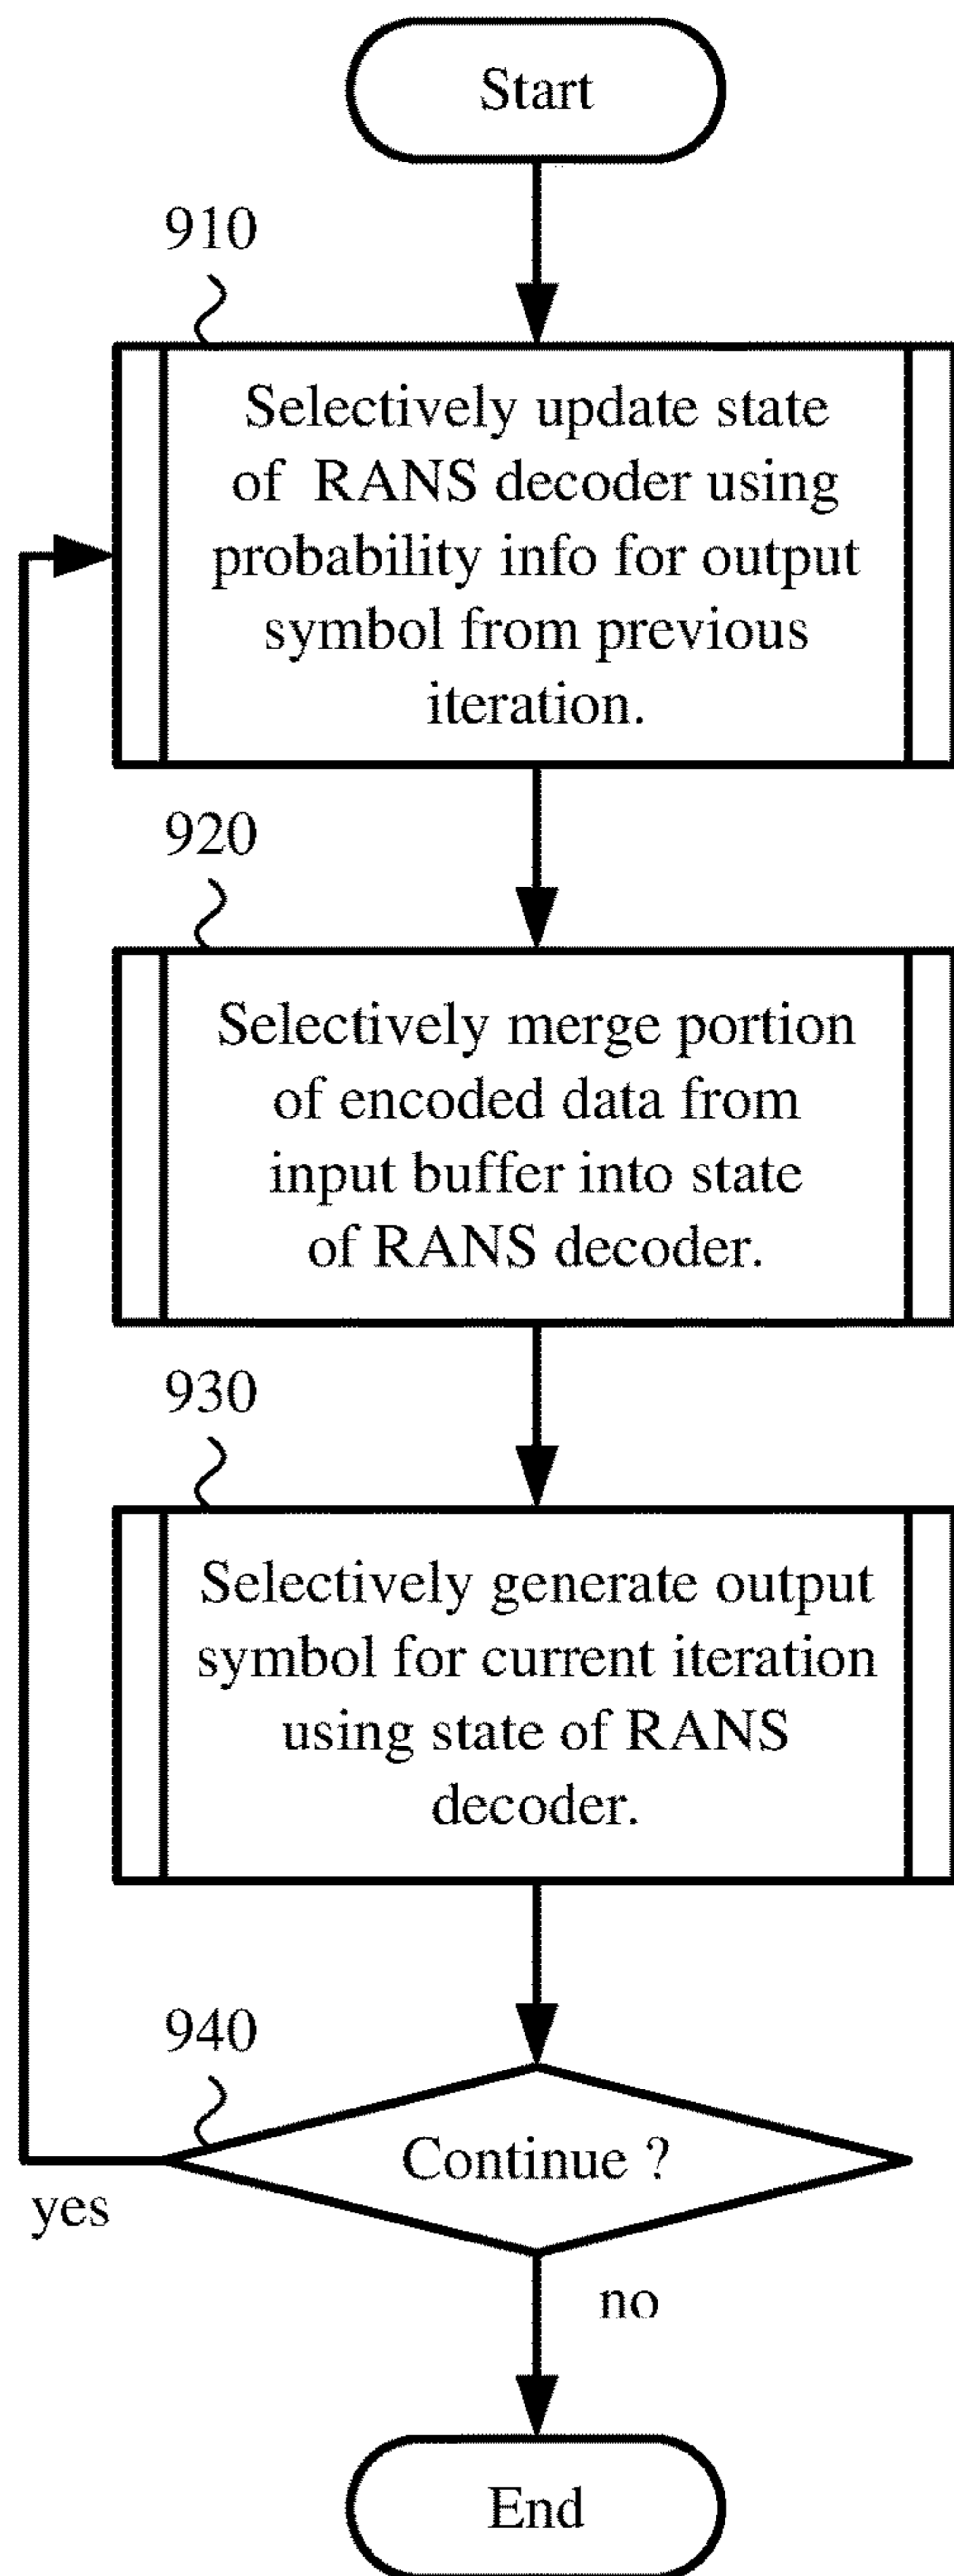 Start
910
Selectively update state
of RANS decoder using
probability info for output
symbol from previous
iteration.
920
Selectively merge portion
of encoded data from
input buffer into state
of RANS decoder.
930
Selectively generate output
symbol for current iteration
using state of RANS
decoder.
940
Continue ?
yes
no
End